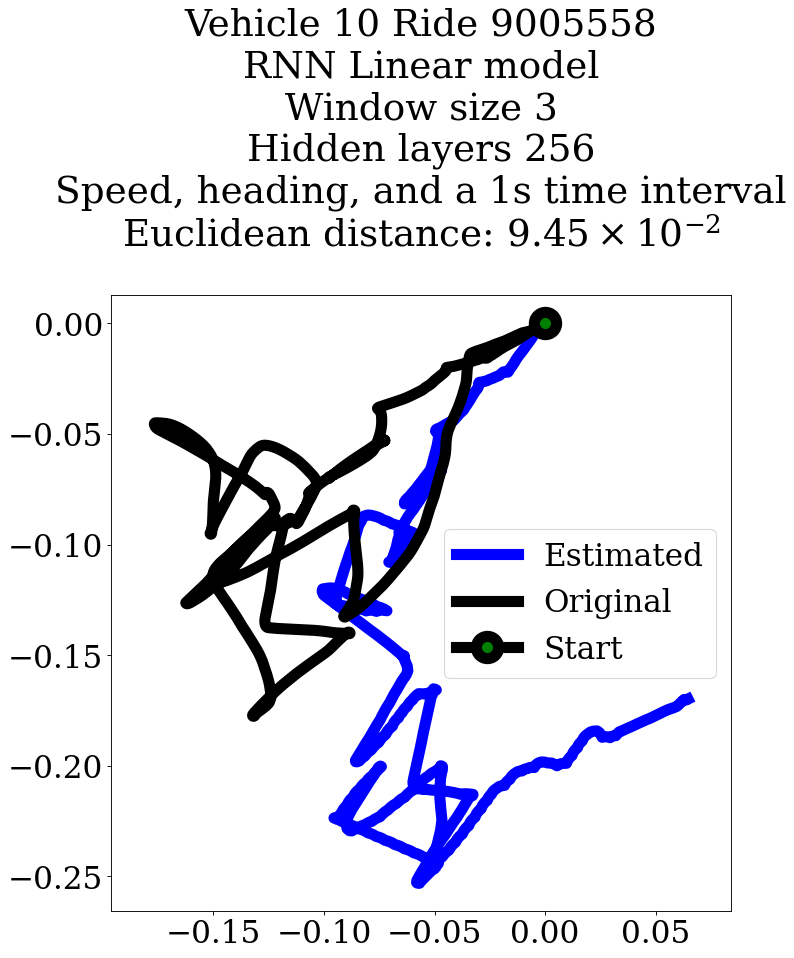 Vehicle 10 Ride 9005558
RNN Linear model
Window size 3
Hidden layers 256
Speed, heading, and a 1s time interval
Euclidean distance: 9.45 × 10⁻²
0.00
−0.05
−0.10
−0.15
−0.20
−0.25
Estimated
Original
Start
−0.15 −0.10 −0.05 0.00 0.05